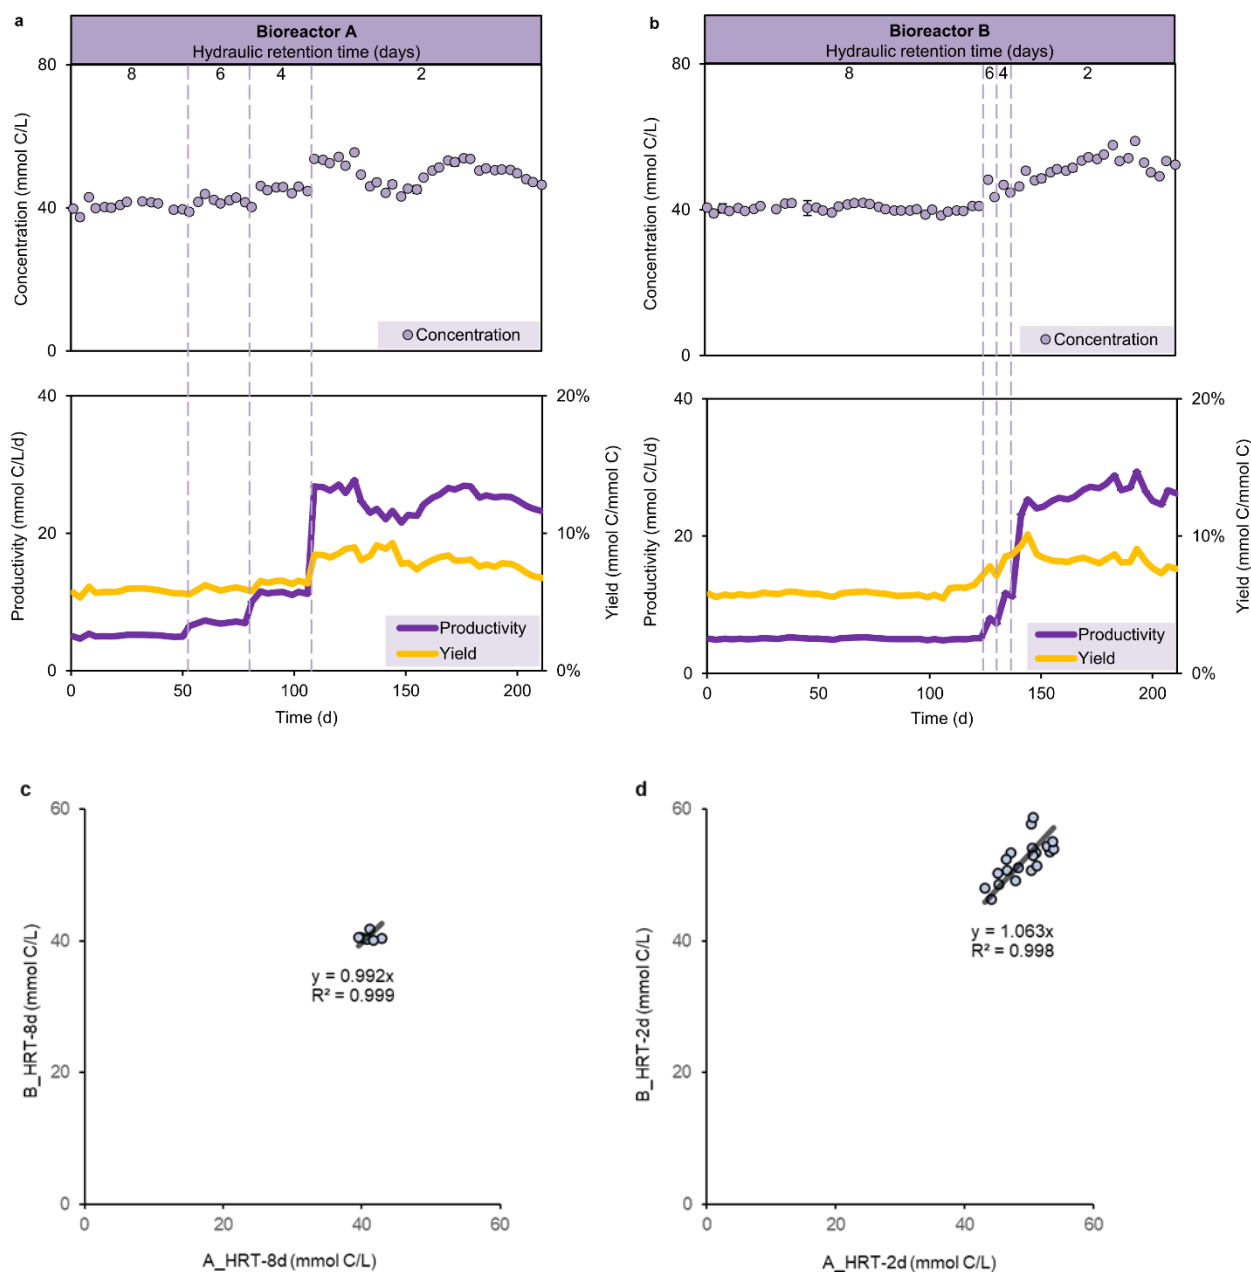 a
Bioreactor A
Hydraulic retention time (days)
80
8
6
4
2
40
0
Concentration (mmol C/L)
Concentration
40
20
0
Productivity (mmol C/L/d)
20%
10%
0%
Yield (mmol C/mmol C)
Productivity
Yield
0
50
100
150
200
Time (d)
b
Bioreactor B
Hydraulic retention time (days)
80
8
6
4
2
40
0
Concentration (mmol C/L)
Concentration
40
20
0
Productivity (mmol C/L/d)
20%
10%
0%
Yield (mmol C/mmol C)
Productivity
Yield
0
50
100
150
200
Time (d)
c
60
40
20
0
B_HRT-8d (mmol C/L)
y = 0.992x
R² = 0.999
0
20
40
60
A_HRT-8d (mmol C/L)
d
60
40
20
0
B_HRT-2d (mmol C/L)
y = 1.063x
R² = 0.998
0
20
40
60
A_HRT-2d (mmol C/L)